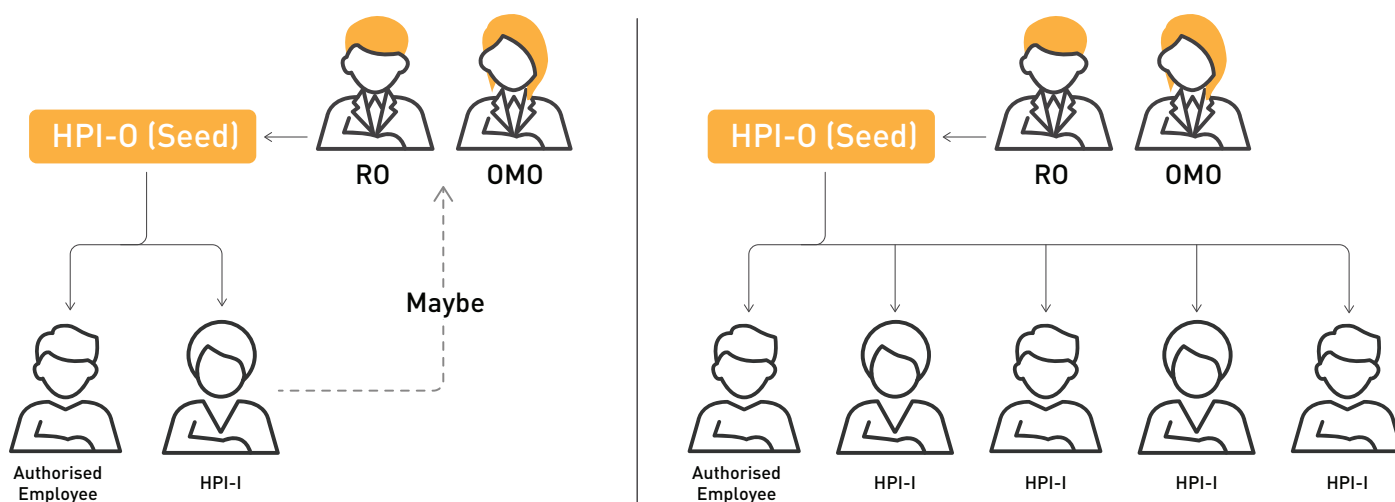 HPI-O (Seed)
RO
OMO
Maybe
Authorised
Employee
HPI-I
HPI-O (Seed)
RO
OMO
Authorised
Employee
HPI-I
HPI-I
HPI-I
HPI-I